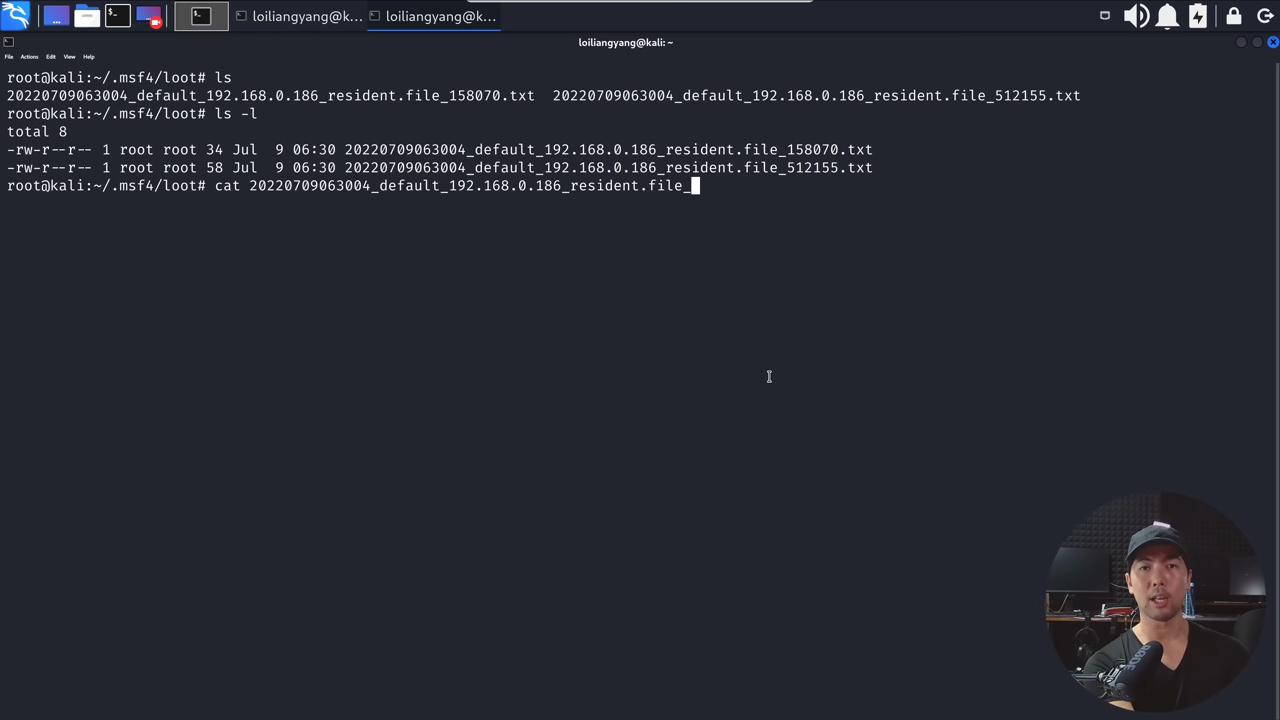 loiliangyang@k...
loiliangyang@k...
loiliangyang@kali: ~
File Actions Edit View Help
root@kali:~/.msf4/loot# ls
20220709063004_default_192.168.0.186_resident.file_158070.txt  20220709063004_default_192.168.0.186_resident.file_512155.txt
root@kali:~/.msf4/loot# ls -l
total 8
-rw-r--r-- 1 root root 34 Jul  9 06:30 20220709063004_default_192.168.0.186_resident.file_158070.txt
-rw-r--r-- 1 root root 58 Jul  9 06:30 20220709063004_default_192.168.0.186_resident.file_512155.txt
root@kali:~/.msf4/loot# cat 20220709063004_default_192.168.0.186_resident.file_